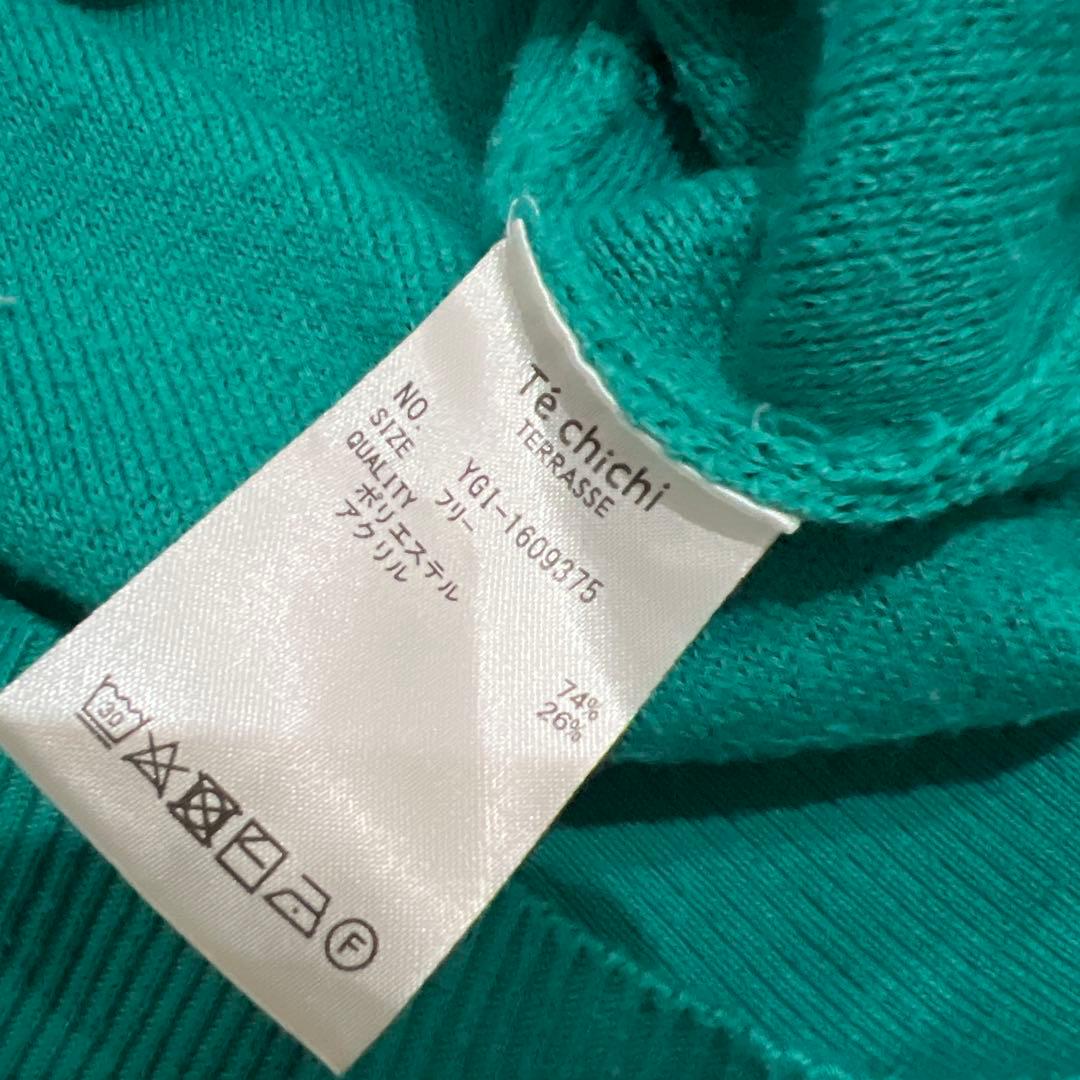 Té chichi
TERRASSE
NO. YGI-1609375
SIZE フリー
QUALITY
ポリエステル 74%
アクリル 26%
30
F